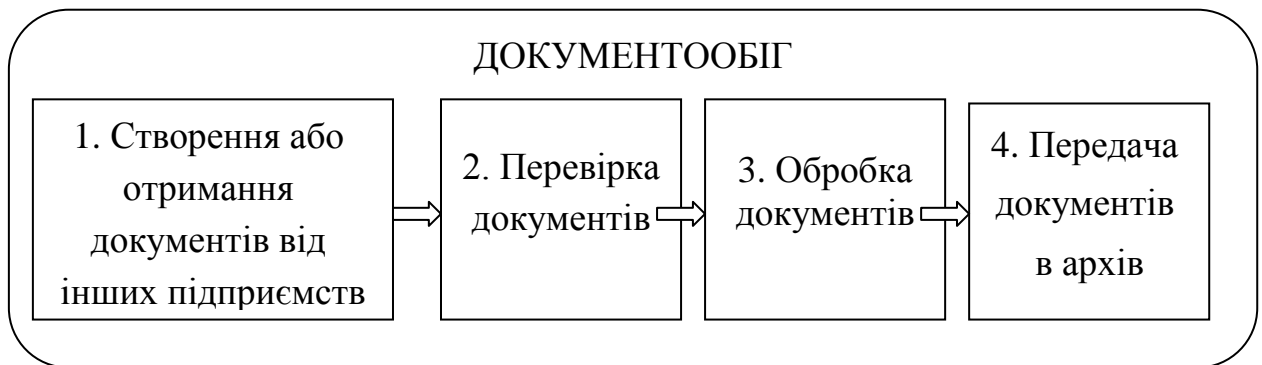 ДОКУМЕНТООБІГ
1. Створення або
отримання
документів від
інших підприємств
2. Перевірка
документів
3. Обробка
документів
4. Передача
документів
в архів